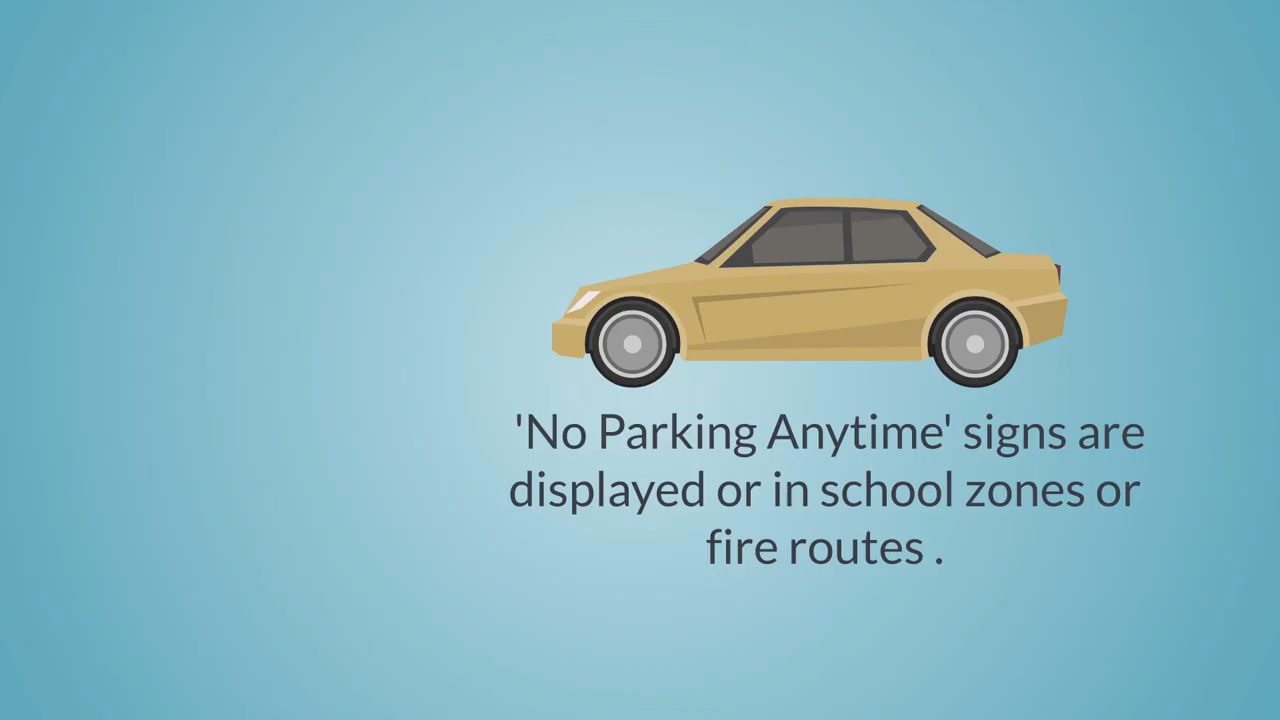 'No Parking Anytime' signs are
displayed or in school zones or
fire routes .